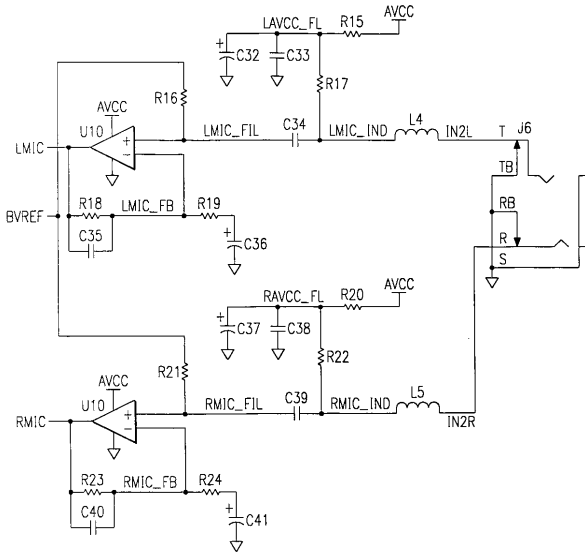 AVCC
LAVCC_FL
R15
C32
C33
R17
R16
AVCC
U10
LMIC_FIL
C34
LMIC_IND
L4
IN2L
T
J6
LMIC
+
−
TB
R18
LMIC_FB
R19
RB
BVREF
C35
C36
R
S
AVCC
RAVCC_FL
R20
C37
C38
R22
R21
AVCC
U10
RMIC_FIL
C39
RMIC_IND
L5
IN2R
RMIC
+
−
R23
RMIC_FB
R24
C40
C41